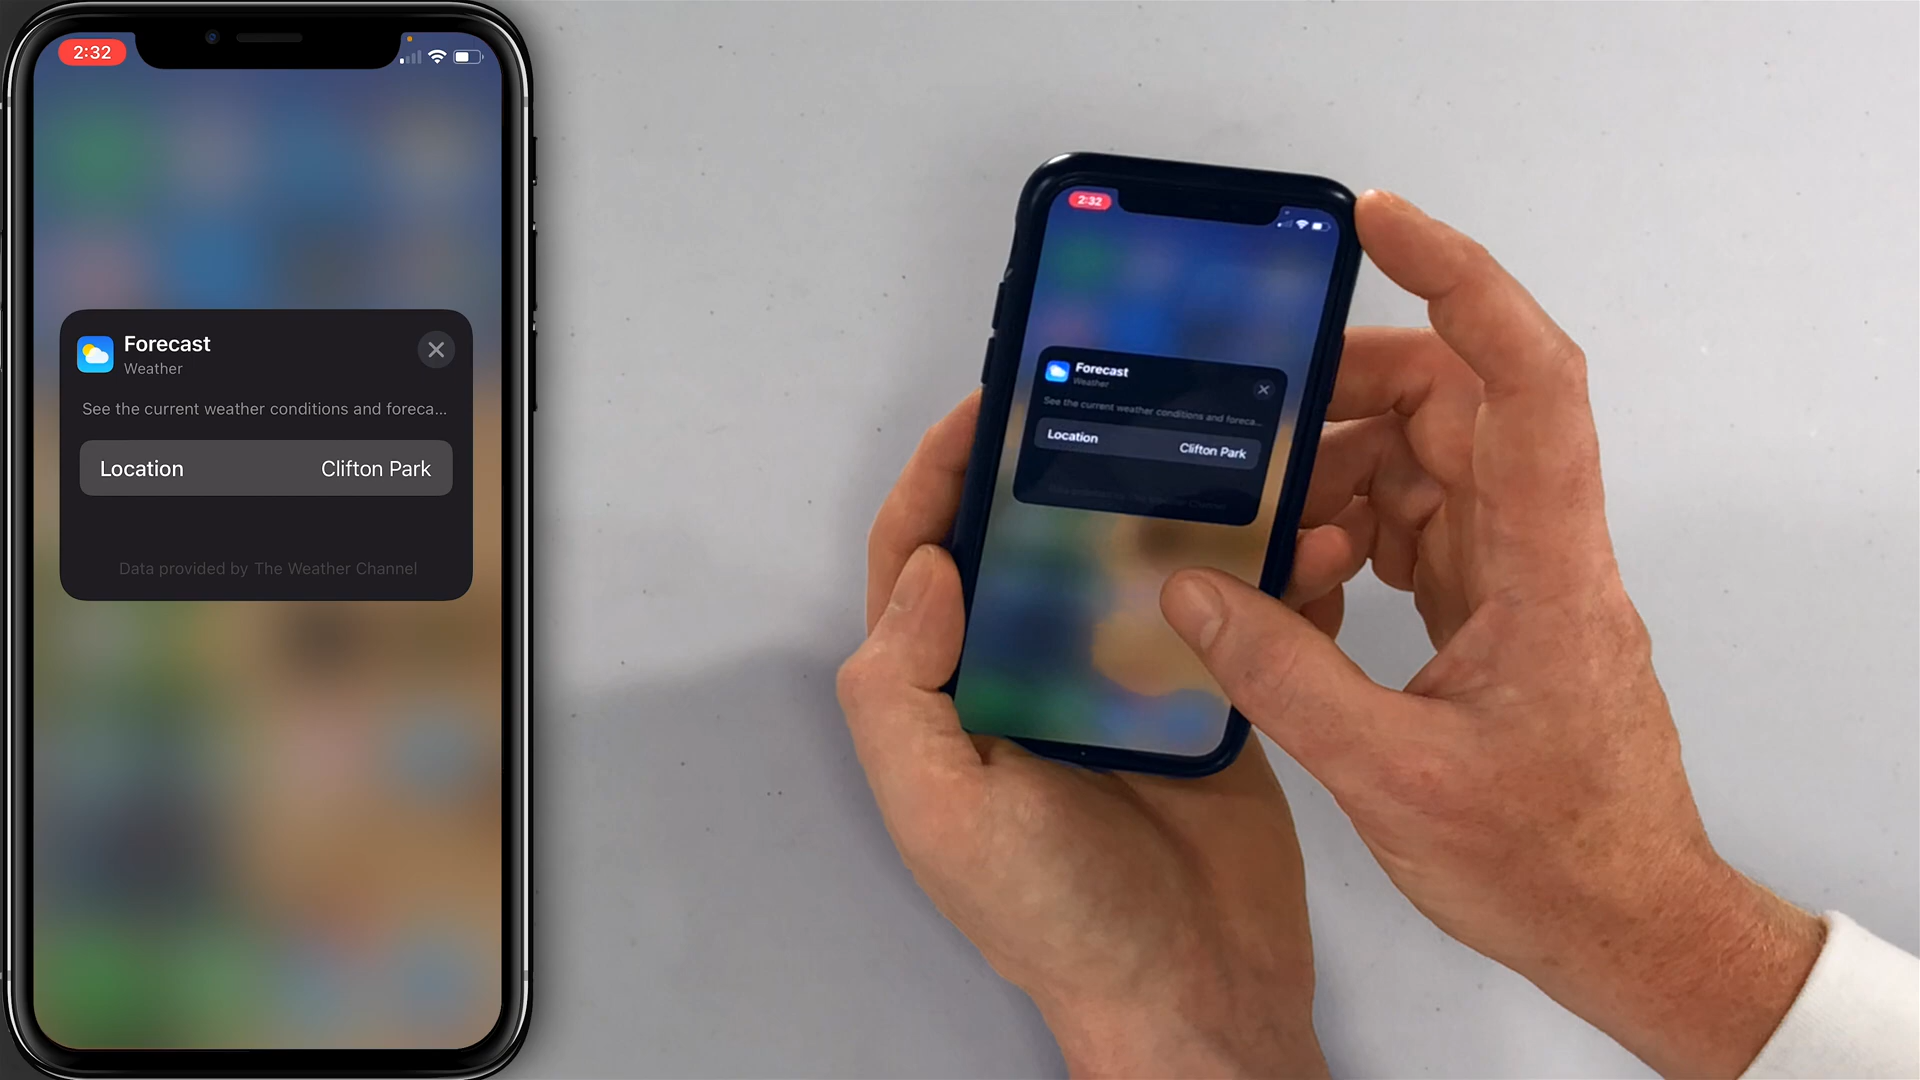 2:32
Forecast
Weather
See the current weather conditions and foreca...
Location Clifton Park
Data provided by The Weather Channel
2:32
Forecast
Weather
See the current weather conditions and foreca...
Location Clifton Park